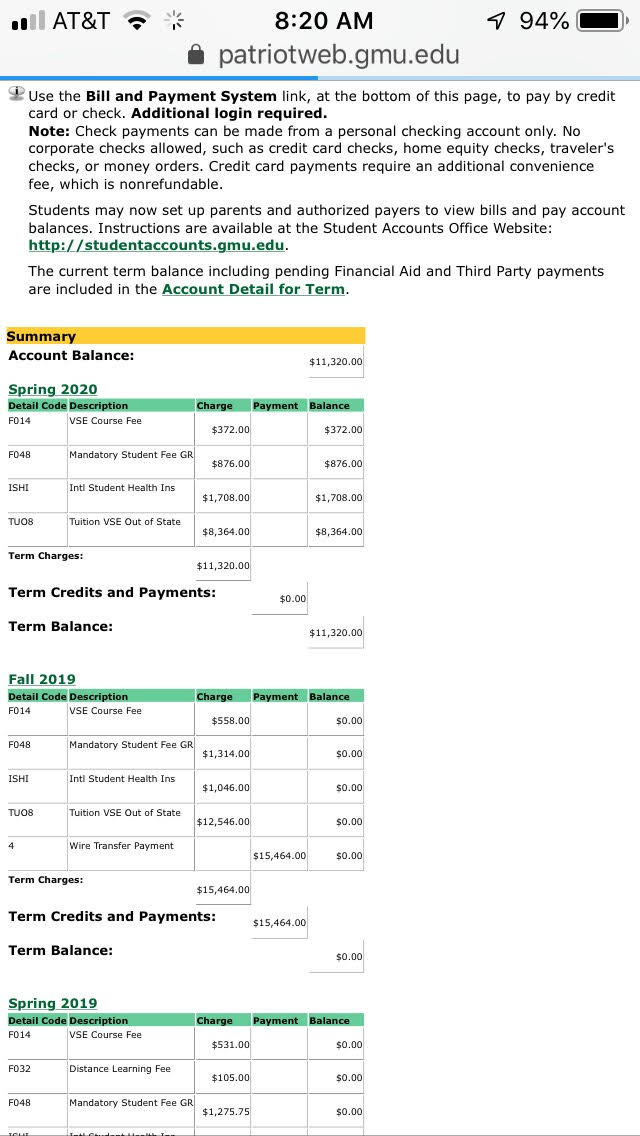 AT&T 8:20 AM 94%
patriotweb.gmu.edu
Use the Bill and Payment System link, at the bottom of this page, to pay by credit
card or check. Additional login required.
Note: Check payments can be made from a personal checking account only. No
corporate checks allowed, such as credit card checks, home equity checks, traveler's
checks, or money orders. Credit card payments require an additional convenience
fee, which is nonrefundable.
Students may now set up parents and authorized payers to view bills and pay account
balances. Instructions are available at the Student Accounts Office Website:
http://studentaccounts.gmu.edu.
The current term balance including pending Financial Aid and Third Party payments
are included in the Account Detail for Term.
Summary
Account Balance: $11,320.00
Spring 2020
Detail Code Description Charge Payment Balance
F014 VSE Course Fee $372.00 $372.00
F048 Mandatory Student Fee GR $876.00 $876.00
ISHI Intl Student Health Ins $1,708.00 $1,708.00
TUO8 Tuition VSE Out of State $8,364.00 $8,364.00
Term Charges: $11,320.00
Term Credits and Payments: $0.00
Term Balance: $11,320.00
Fall 2019
Detail Code Description Charge Payment Balance
F014 VSE Course Fee $558.00 $0.00
F048 Mandatory Student Fee GR $1,314.00 $0.00
ISHI Intl Student Health Ins $1,046.00 $0.00
TUO8 Tuition VSE Out of State $12,546.00 $0.00
4 Wire Transfer Payment $15,464.00 $0.00
Term Charges: $15,464.00
Term Credits and Payments: $15,464.00
Term Balance: $0.00
Spring 2019
Detail Code Description Charge Payment Balance
F014 VSE Course Fee $531.00 $0.00
F032 Distance Learning Fee $105.00 $0.00
F048 Mandatory Student Fee GR $1,275.75 $0.00
ISHI Intl Student Health Ins